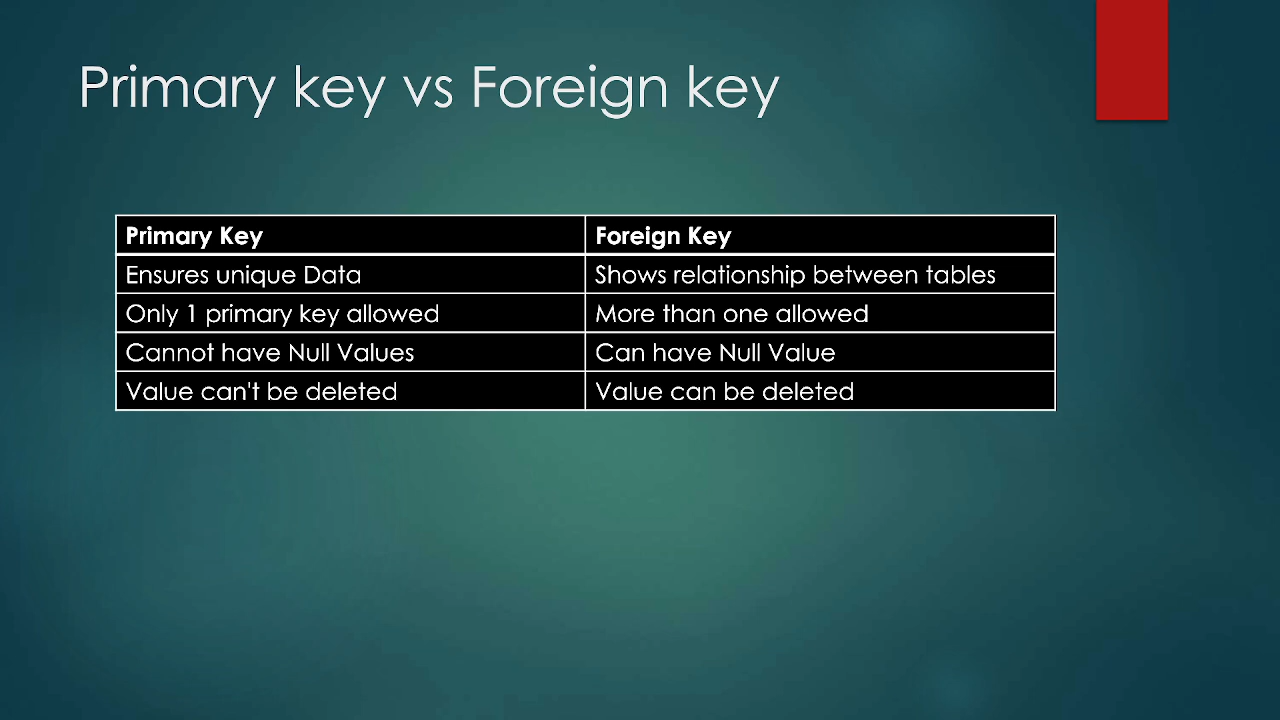 Primary key vs Foreign key
Primary Key Foreign Key
Ensures unique Data Shows relationship between tables
Only 1 primary key allowed More than one allowed
Cannot have Null Values Can have Null Value
Value can't be deleted Value can be deleted